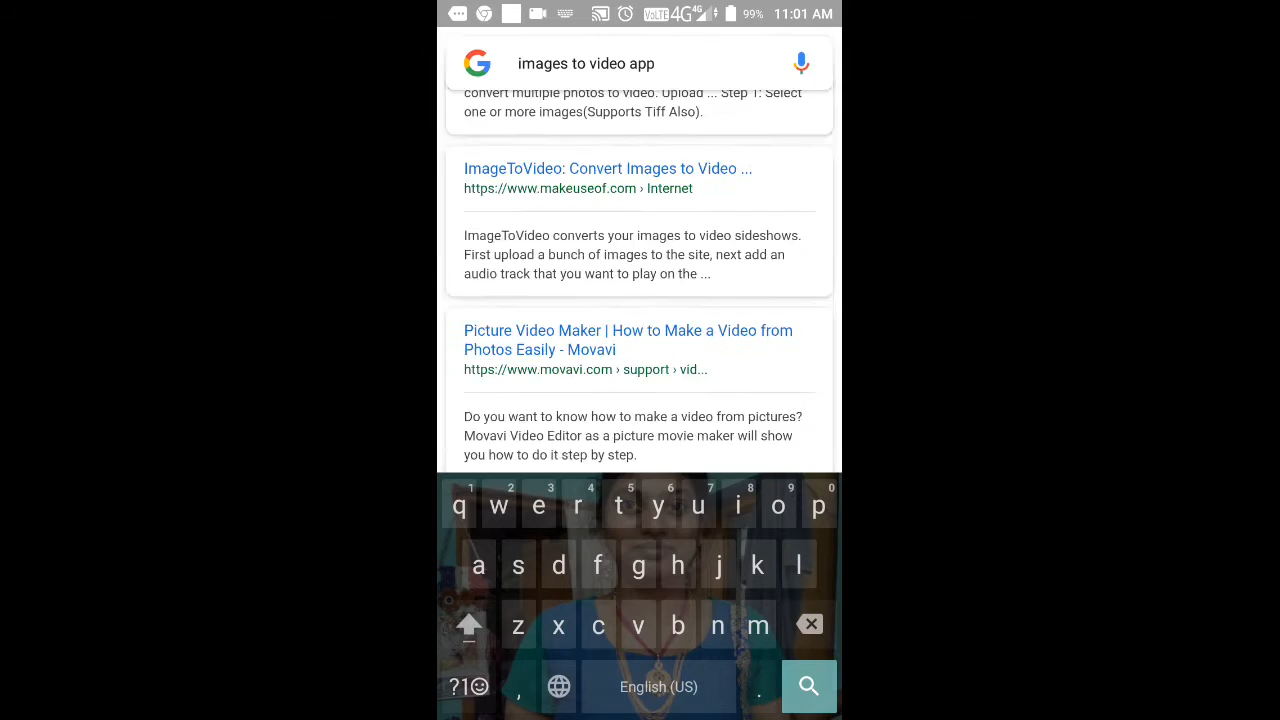 VoLTE 4G 4G 99% 11:01 AM
images to video app
convert multiple photos to video. Upload ... Step 1: Select
one or more images(Supports Tiff Also).
ImageToVideo: Convert Images to Video ...
https://www.makeuseof.com › Internet
ImageToVideo converts your images to video sideshows.
First upload a bunch of images to the site, next add an
audio track that you want to play on the ...
Picture Video Maker | How to Make a Video from
Photos Easily - Movavi
https://www.movavi.com › support › vid...
Do you want to know how to make a video from pictures?
Movavi Video Editor as a picture movie maker will show
you how to do it step by step.
1 2 3 4 5 6 7 8 9 0
q w e r t y u i o p
a s d f g h j k l
z x c v b n m
?1☺ , English (US) .